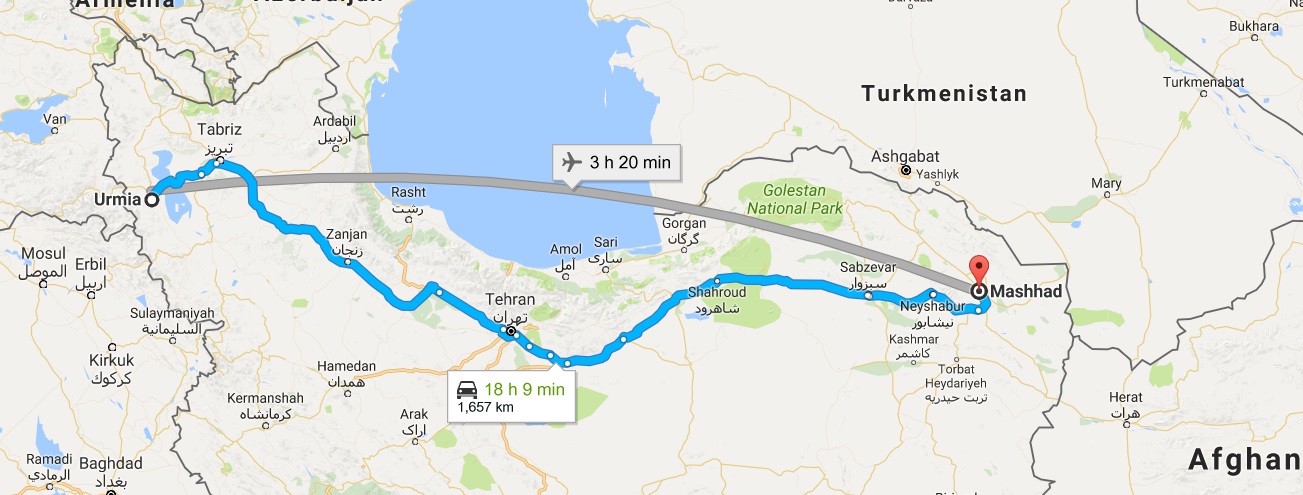 Armenia
Azerbaijan
Bukhara
Turkmenabat
Turkmenistan
Van
Tabriz
تبریز
Ardabil
اردبیل
3 h 20 min
Ashgabat
Yashlyk
Mary
Urmia
Rasht
رشت
Golestan
National Park
Gorgan
گرگان
Zanjan
زنجان
Amol
آمل
Sari
ساری
Mosul
الموصل
Erbil
اربيل
Sabzevar
سبزوار
Mashhad
Tehran
تهران
Shahroud
شاهرود
Neyshabur
نیشابور
Sulaymaniyah
السليمانية
Kirkuk
كركوك
Kashmar
کاشمر
Hamedan
همدان
18 h 9 min
1,657 km
Torbat
Heydariyeh
تربت حیدریه
Kermanshah
کرمانشاه
Arak
اراک
Herat
هرات
Ramadi
الرمادي
Baghdad
بغداد
Afghan